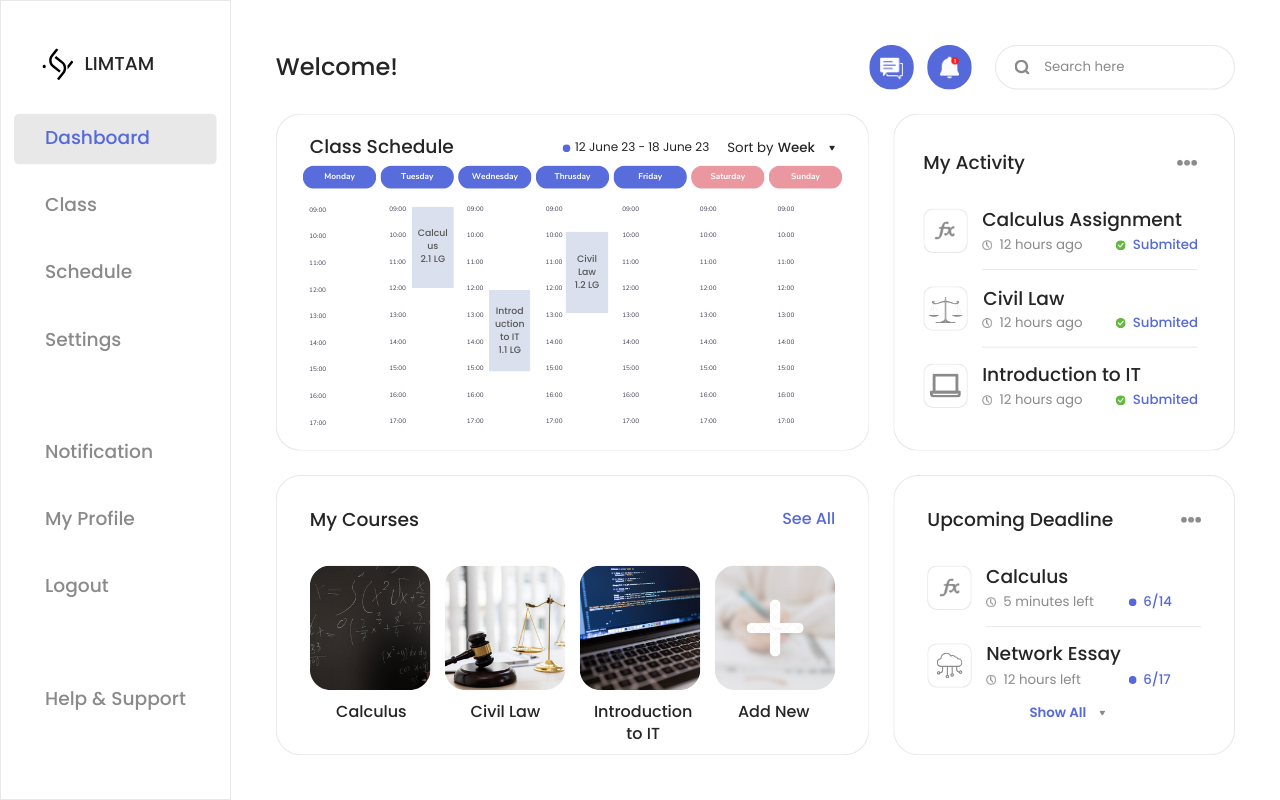 LIMTAM
Dashboard
Class
Schedule
Settings
Notification
My Profile
Logout
Help & Support
Welcome!
Search here
Class Schedule
12 June 23 - 18 June 23
Sort by Week
Monday Tuesday Wednesday Thrusday Friday Saturday Sunday
09:00 09:00 09:00 09:00 09:00 09:00 09:00
10:00 10:00 10:00 10:00 10:00 10:00 10:00
11:00 11:00 11:00 11:00 11:00 11:00 11:00
12:00 12:00 12:00 12:00 12:00 12:00 12:00
13:00 13:00 13:00 13:00 13:00 13:00 13:00
14:00 14:00 14:00 14:00 14:00 14:00 14:00
15:00 15:00 15:00 15:00 15:00 15:00 15:00
16:00 16:00 16:00 16:00 16:00 16:00 16:00
17:00 17:00 17:00 17:00 17:00 17:00 17:00
Calcul
us
2.1 LG
Introd
uction
to IT
1.1 LG
Civil
Law
1.2 LG
My Activity
fx
Calculus Assignment
12 hours ago
Submited
Civil Law
12 hours ago
Submited
Introduction to IT
12 hours ago
Submited
My Courses
See All
Calculus
Civil Law
Introduction
to IT
Add New
Upcoming Deadline
fx
Calculus
5 minutes left
6/14
Network Essay
12 hours left
6/17
Show All